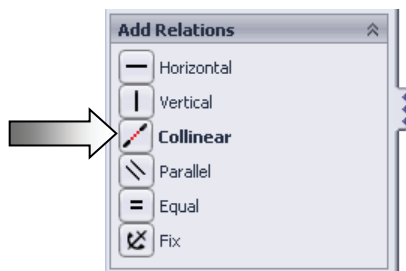 Add Relations
Horizontal
Vertical
Collinear
Parallel
Equal
Fix